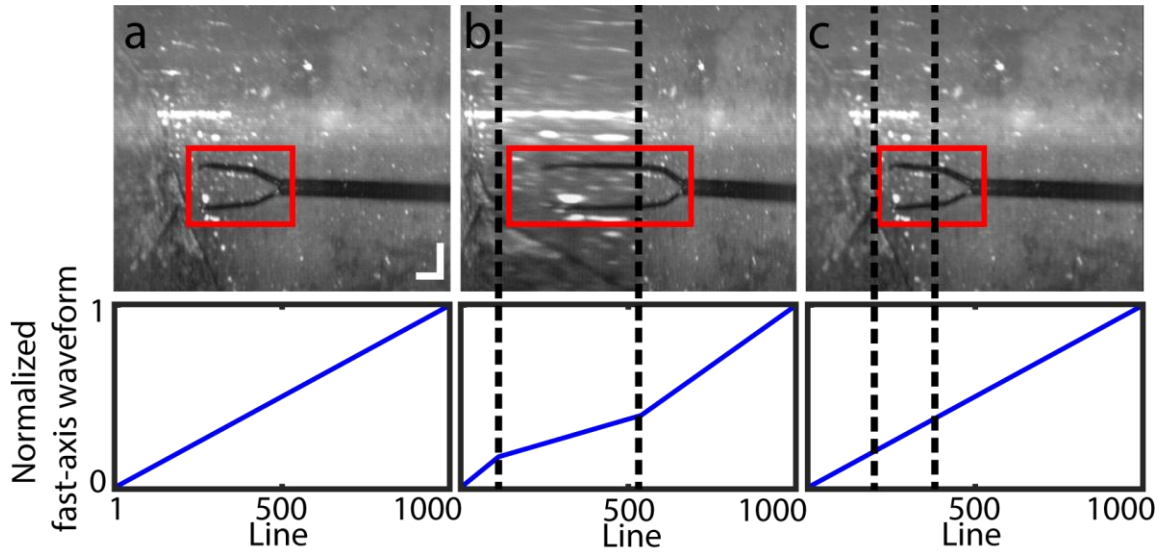 a b c
Normalized
fast-axis waveform
1
0
1 500 1000
500 1000
500 1000
Line Line Line